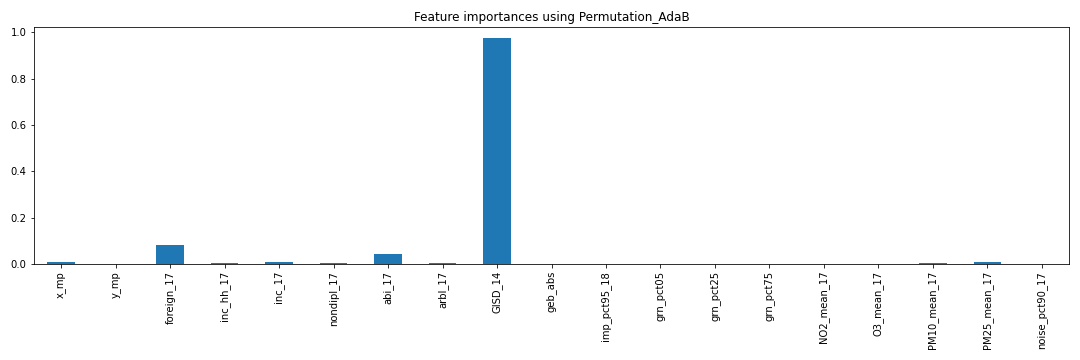 Feature importances using Permutation_AdaB
1.0
0.8
0.6
0.4
0.2
0.0
x_mp
y_mp
foreign_17
inc_hh_17
inc_17
nondipl_17
abi_17
arbl_17
GISD_14
geb_abs
imp_pct95_18
grn_pct05
grn_pct25
grn_pct75
NO2_mean_17
O3_mean_17
PM10_mean_17
PM25_mean_17
noise_pct90_17